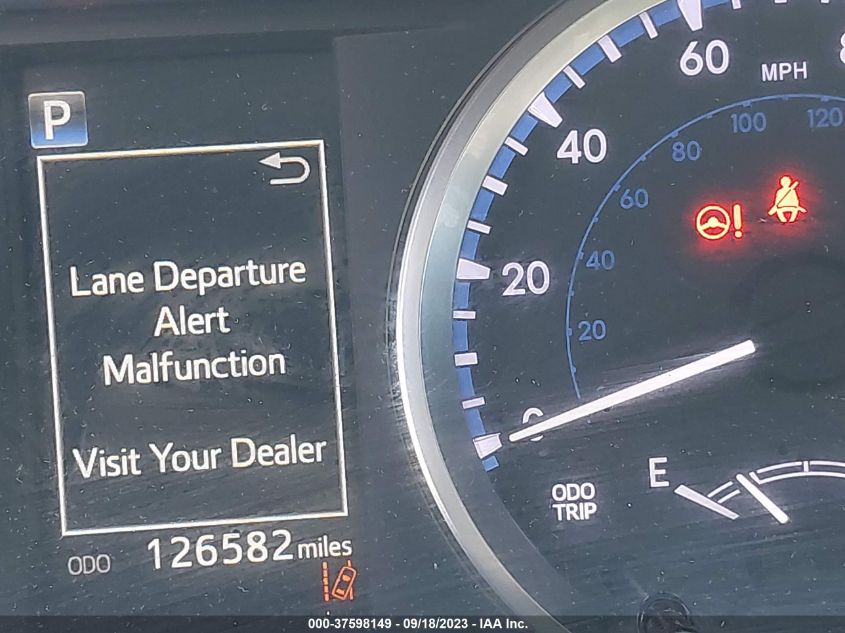 P
Lane Departure
Alert
Malfunction
Visit Your Dealer
ODO 126582 miles
60
MPH
40
20
0
120
100
80
60
40
20
!
ODO
TRIP
E
000-37598149 - 09/18/2023 - IAA Inc.